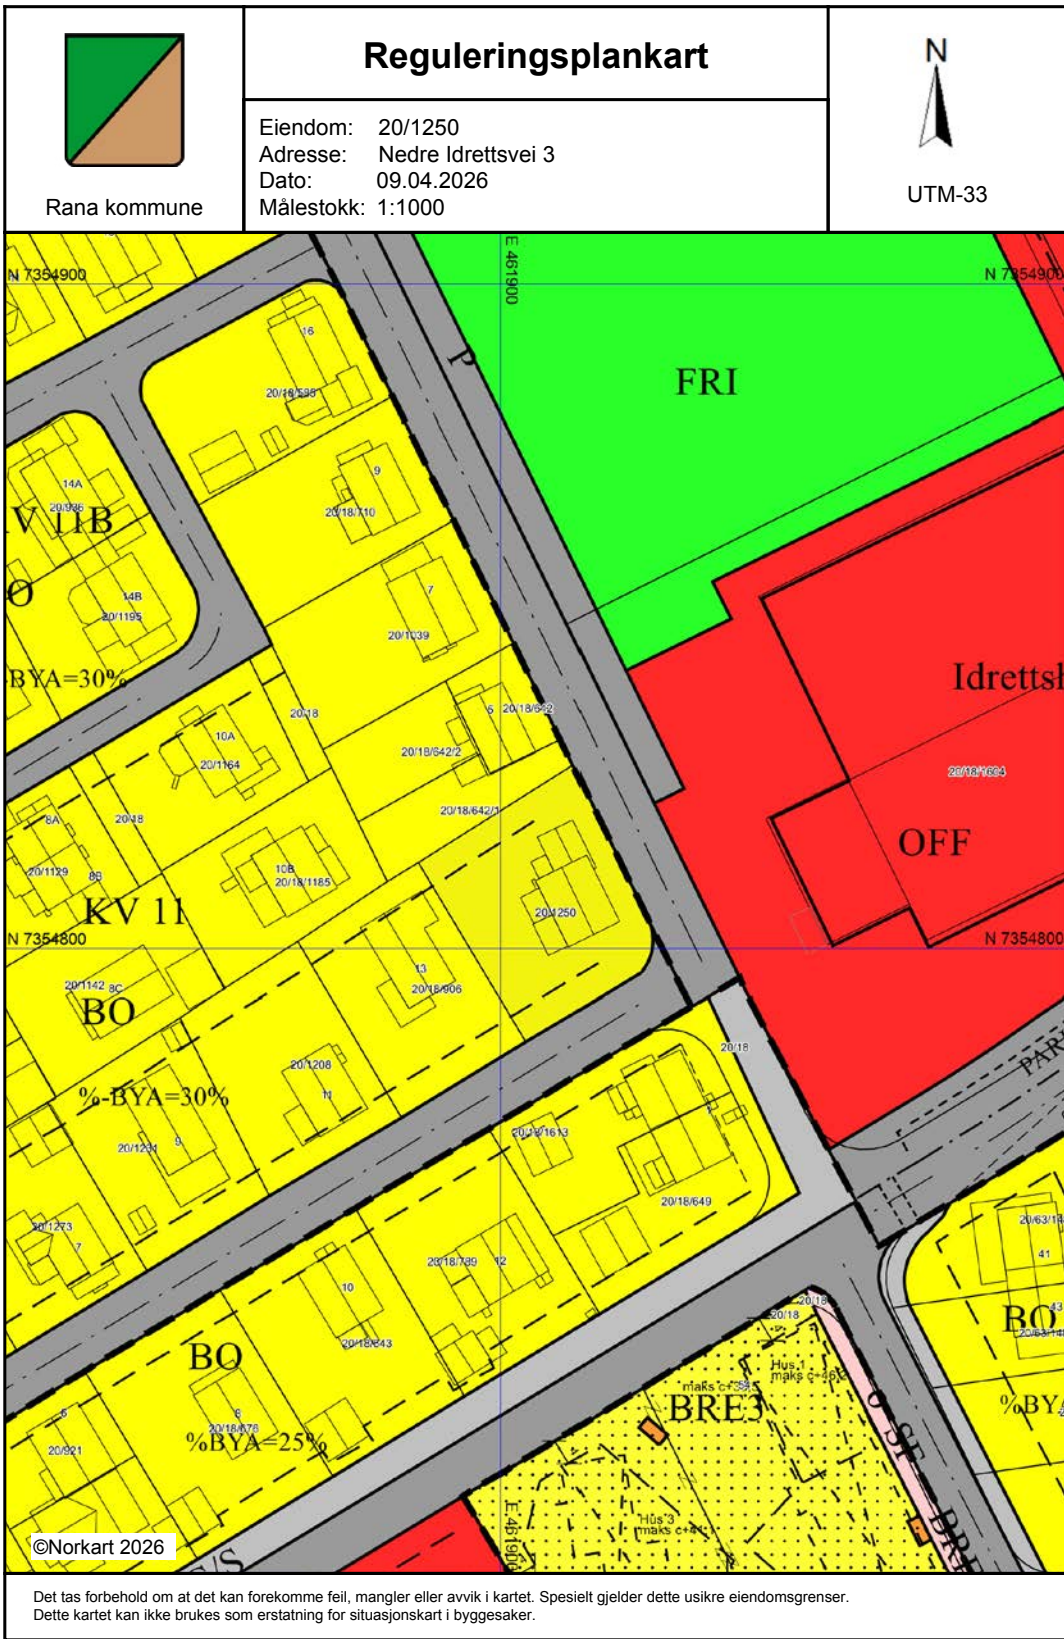 Reguleringsplankart
Rana kommune
Eiendom: 20/1250
Adresse: Nedre Idrettsvei 3
Dato: 09.04.2026
Målestokk: 1:1000
N
UTM-33
N 7354900
E 461900
N 7354900
16
20/18/585
P
FRI
14A
20/936
9
20/18/710
V 11B
O
14B
20/1195
7
20/1039
BYA=30%
20/18
5
20/18/642
10A
20/1164
20/18/642/2
20/18/1604
OFF
8A
20/18
20/18/642/1
20/1129
8B
10B
20/18/1185
KV 11
20/1250
N 7354800
N 7354800
13
20/18/906
20/1142
8C
BO
20/18
20/1208
11
%-BYA=30%
20/18/1613
20/1231
9
20/18/649
20/1273
7
20/18/789
12
41
10
20/18/843
BO
43
20/18
20/18
BO
Hus 1
BRE3
6
20/18/676
%BYA=25%
20/921
Hus 3
E 461900
©Norkart 2026
Det tas forbehold om at det kan forekomme feil, mangler eller avvik i kartet. Spesielt gjelder dette usikre eiendomsgrenser.
Dette kartet kan ikke brukes som erstatning for situasjonskart i byggesaker.